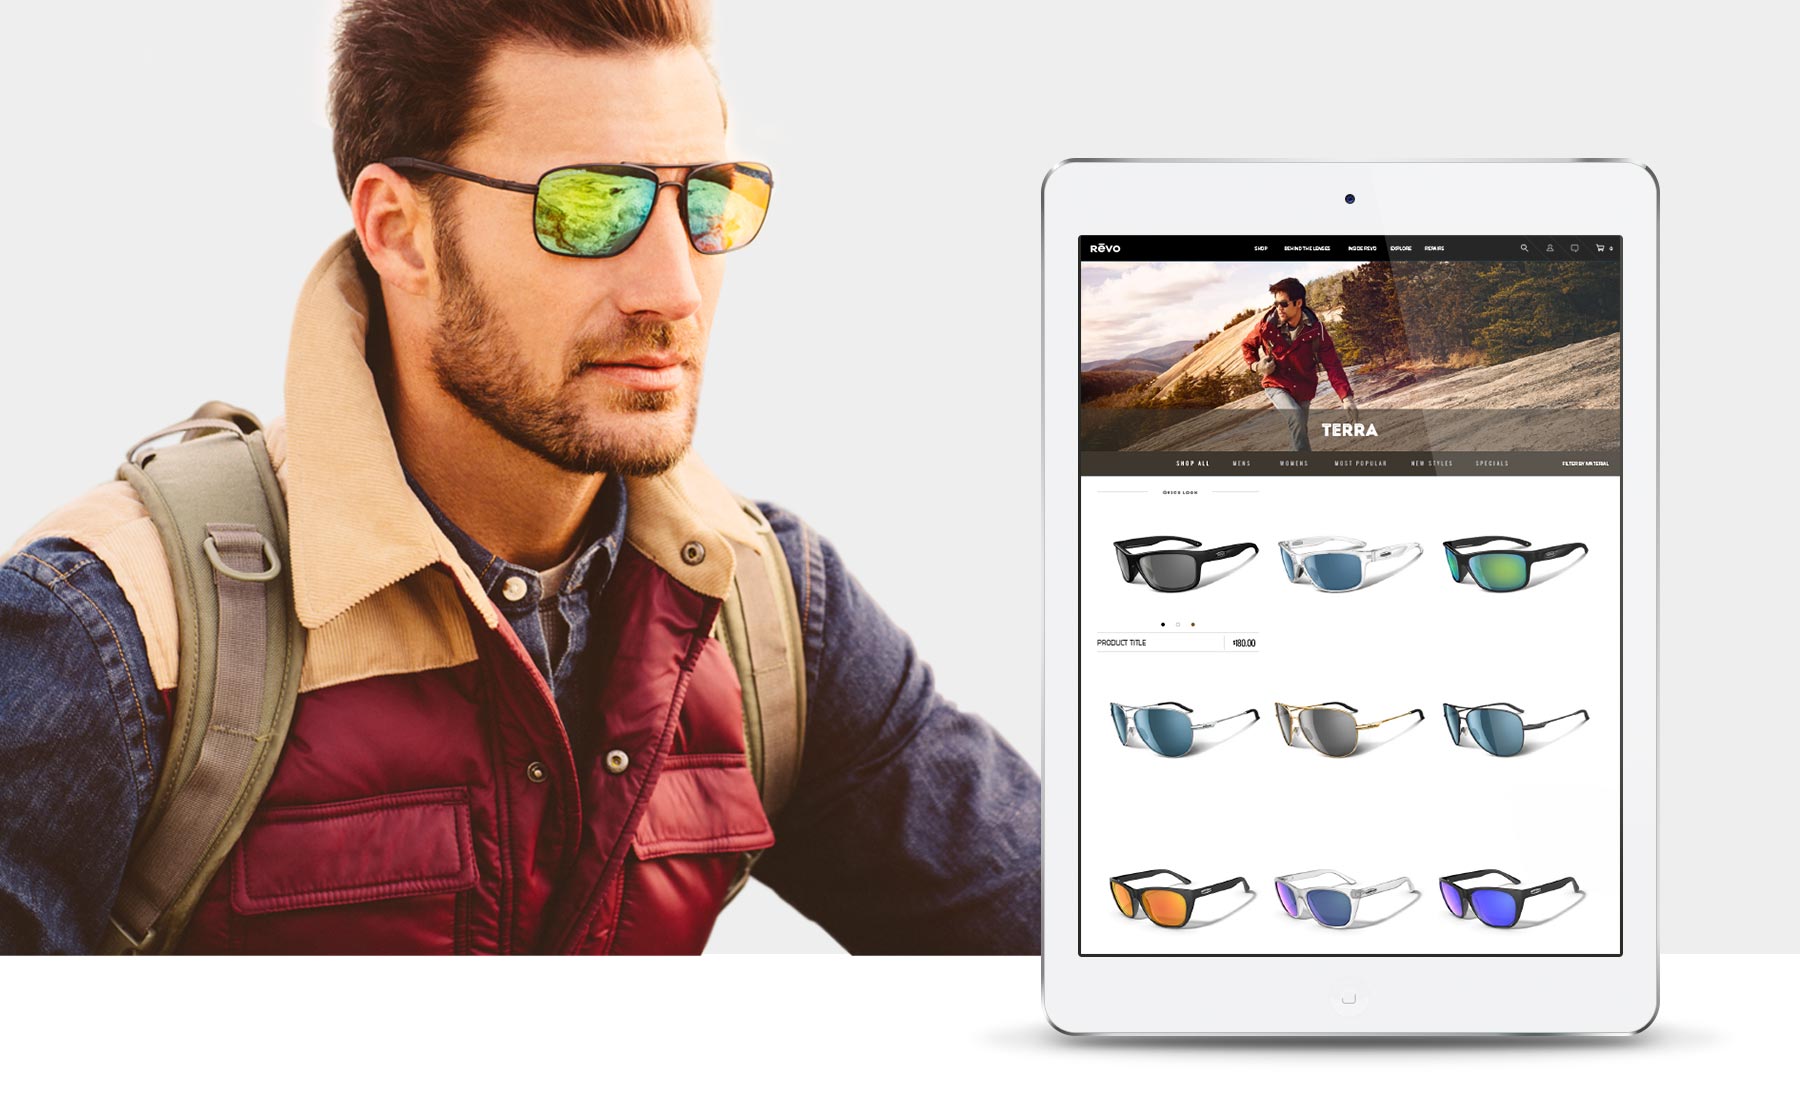 Rēvo
SHOP BEHIND THE LENSES INSIDE REVO EXPLORE REPAIRS 0
TERRA
SHOP ALL MENS WOMENS MOST POPULAR NEW STYLES SPECIALS FILTER BY MATERIAL
QUICK LOOK
PRODUCT TITLE $180.00